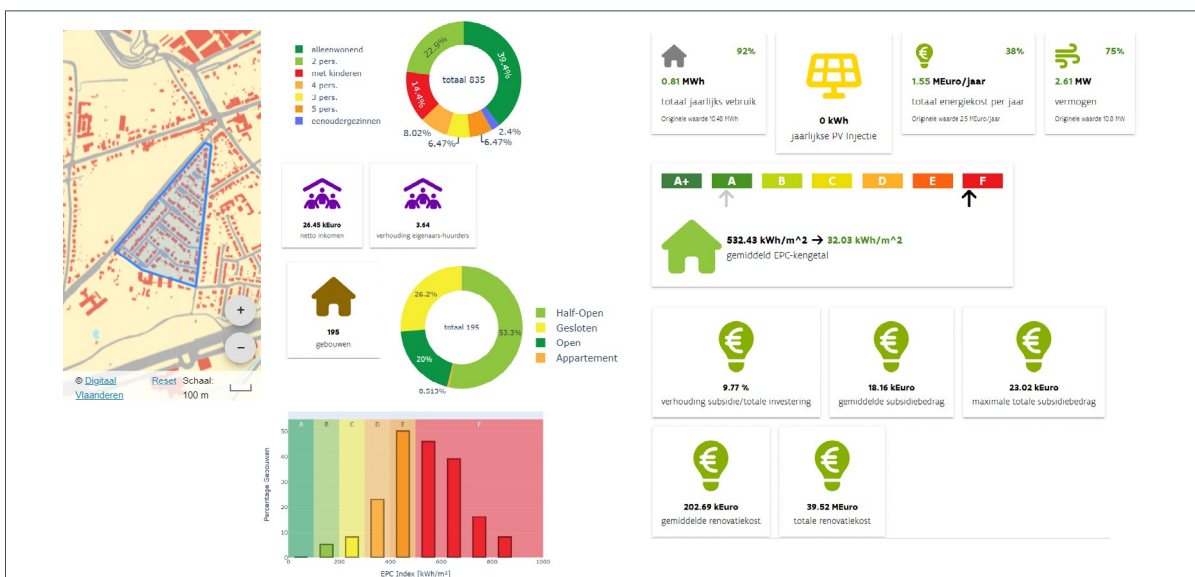 © Digitaal Vlaanderen
Reset
Schaal:
100 m
+
−
alleenwonend
2 pers.
met kinderen
4 pers.
3 pers.
5 pers.
eenoudergezinnen
22.9%
39.4%
totaal 835
14.4%
8.02%
6.47%
6.47%
2.4%
26.45 kEuro
netto inkomen
3.64
verhouding eigenaars-huurders
195
gebouwen
26.2%
53.3%
totaal 195
20%
0.513%
Half-Open
Gesloten
Open
Appartement
A
B
C
D
E
F
Percentage Gebouwen
50
40
30
20
10
0
0
200
400
600
800
1000
EPC Index [kWh/m²]
92%
0.81 MWh
totaal jaarlijks vebruik
Originele waarde 10.48 MWh
0 kWh
jaarlijkse PV Injectie
38%
1.55 MEuro/jaar
totaal energiekost per jaar
Originele waarde 2.5 MEuro/jaar
75%
2.61 MW
vermogen
Originele waarde 10.8 MW
A+
A
B
C
D
E
F
532.43 kWh/m^2 → 32.03 kWh/m^2
gemiddeld EPC-kengetal
9.77 %
verhouding subsidie/totale investering
18.16 kEuro
gemiddelde subsidiebedrag
23.02 kEuro
maximale totale subsidiebedrag
202.69 kEuro
gemiddelde renovatiekost
39.52 MEuro
totale renovatiekost